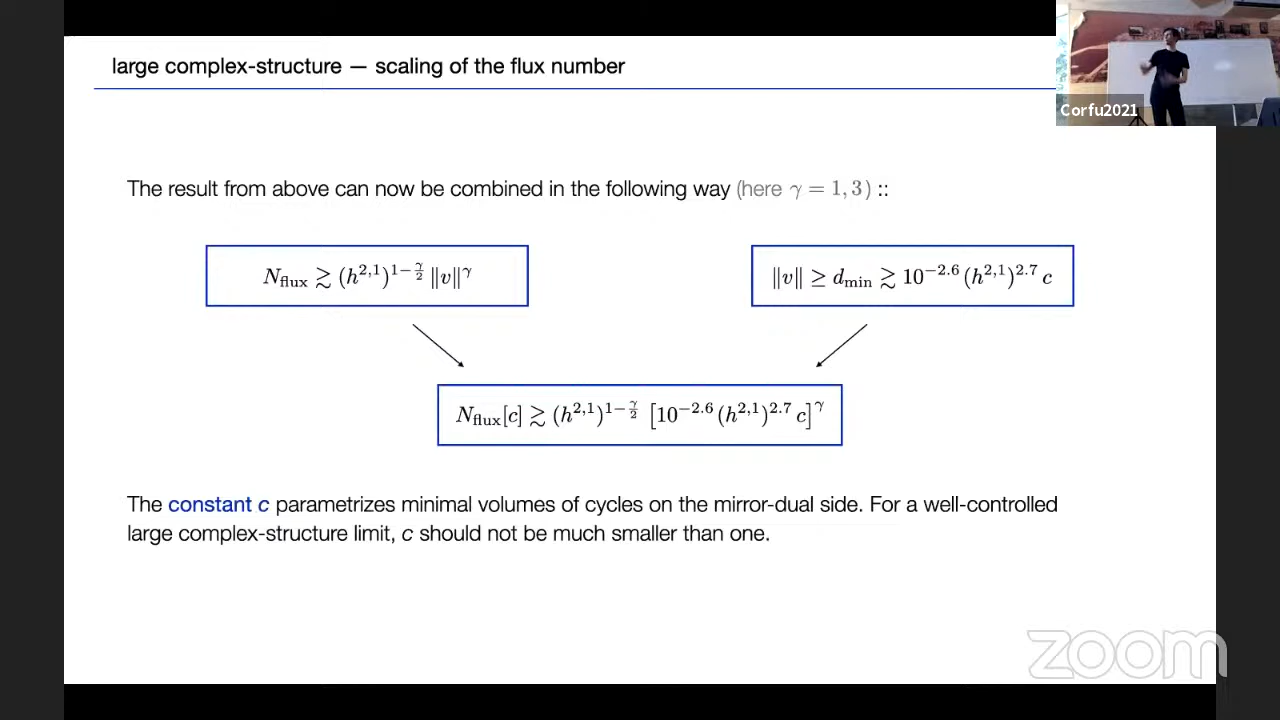 large complex-structure — scaling of the flux number
Corfu2021
The result from above can now be combined in the following way (here γ = 1, 3) ::
N_flux ≳ (h^{2,1})^{1−γ/2} ‖v‖^γ
‖v‖ ≥ d_min ≳ 10^{−2.6} (h^{2,1})^{2.7} c
N_flux[c] ≳ (h^{2,1})^{1−γ/2} [10^{−2.6} (h^{2,1})^{2.7} c]^γ
The constant c parametrizes minimal volumes of cycles on the mirror-dual side. For a well-controlled
large complex-structure limit, c should not be much smaller than one.
zoom